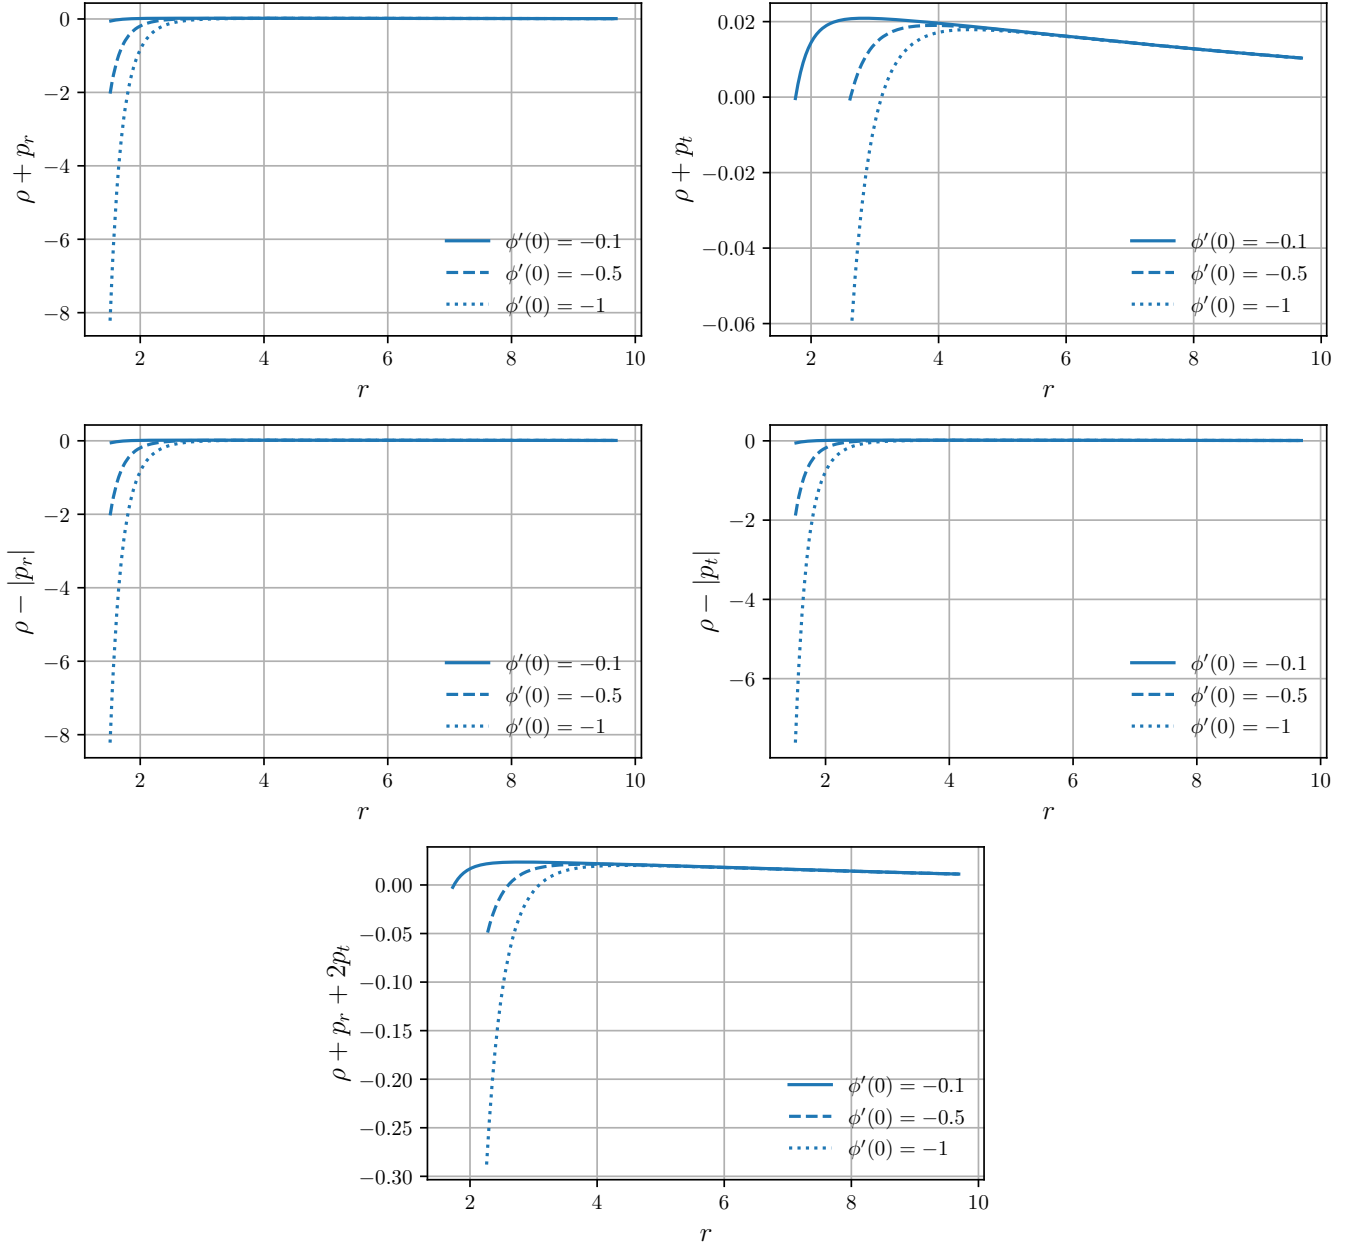 0
−2
−4
−6
−8
2
4
6
8
10
ρ + p_r
r
ϕ′(0) = −0.1
ϕ′(0) = −0.5
ϕ′(0) = −1
0.02
0.00
−0.02
−0.04
−0.06
2
4
6
8
10
ρ + p_t
r
ϕ′(0) = −0.1
ϕ′(0) = −0.5
ϕ′(0) = −1
0
−2
−4
−6
−8
2
4
6
8
10
ρ − |p_r|
r
ϕ′(0) = −0.1
ϕ′(0) = −0.5
ϕ′(0) = −1
0
−2
−4
−6
2
4
6
8
10
ρ − |p_t|
r
ϕ′(0) = −0.1
ϕ′(0) = −0.5
ϕ′(0) = −1
0.00
−0.05
−0.10
−0.15
−0.20
−0.25
−0.30
2
4
6
8
10
ρ + p_r + 2p_t
r
ϕ′(0) = −0.1
ϕ′(0) = −0.5
ϕ′(0) = −1